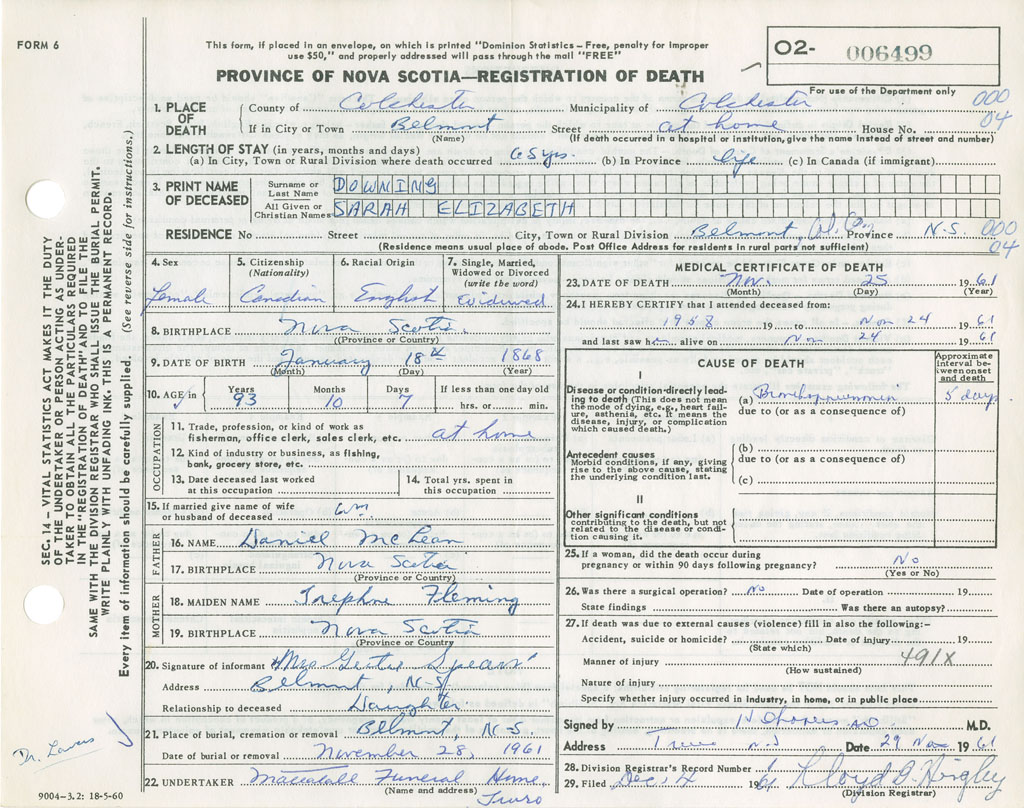 FORM 6
This form, if placed in an envelope, on which is printed "Dominion Statistics – Free, penalty for improper
use $50," and properly addressed will pass through the mail "FREE"
PROVINCE OF NOVA SCOTIA—REGISTRATION OF DEATH
O2- 006499
For use of the Department only
000
04
1. PLACE OF DEATH
County of Colchester Municipality of Colchester
If in City or Town Belmont Street at home House No.
(Name) (If death occurred in a hospital or institution, give the name instead of street and number)
2. LENGTH OF STAY (in years, months and days)
(a) In City, Town or Rural Division where death occurred 65 yrs. (b) In Province life (c) In Canada (if immigrant)
3. PRINT NAME OF DECEASED
Surname or Last Name DOWNING
All Given or Christian Names SARAH ELIZABETH
RESIDENCE No Street City, Town or Rural Division Belmont, Col. Co. Province N.S. 000
04
(Residence means usual place of abode. Post Office Address for residents in rural parts not sufficient)
4. Sex Female
5. Citizenship (Nationality) Canadian
6. Racial Origin English
7. Single, Married, Widowed or Divorced (write the word) Widowed
8. BIRTHPLACE Nova Scotia
(Province or Country)
9. DATE OF BIRTH January 18th 1868
(Month) (Day) (Year)
10. AGE in Years 93 Months 10 Days 7 If less than one day old
hrs. or min.
OCCUPATION
11. Trade, profession, or kind of work as
fisherman, office clerk, sales clerk, etc. at home
12. Kind of industry or business, as fishing,
bank, grocery store, etc.
13. Date deceased last worked
at this occupation
14. Total yrs. spent in
this occupation
15. If married give name of wife
or husband of deceased Wm
FATHER
16. NAME Daniel McLean
17. BIRTHPLACE Nova Scotia
(Province or Country)
MOTHER
18. MAIDEN NAME Trephne Fleming
19. BIRTHPLACE Nova Scotia
(Province or Country)
20. Signature of informant Mrs Gertie Spears
Address Belmont, N-S
Relationship to deceased Daughter
21. Place of burial, cremation or removal Belmont, N-S.
Date of burial or removal November 28, 1961
22. UNDERTAKER Mattatall Funeral Home
(Name and address) Truro
9004-3.2: 18-5-60
MEDICAL CERTIFICATE OF DEATH
23. DATE OF DEATH Nov. 25 1961
(Month) (Day) (Year)
24. I HEREBY CERTIFY that I attended deceased from:
1958 19 to Nov 24 1961
and last saw h alive on Nov 24 1961
CAUSE OF DEATH
Approximate interval between onset and death
I
Disease or condition directly leading to death (This does not mean the mode of dying, e.g., heart failure, asthenia, etc. It means the disease, injury, or complication which caused death.)
(a) Bronchopneumonia 5 days
due to (or as a consequence of)
Antecedent causes
Morbid conditions, if any, giving rise to the above cause, stating the underlying condition last.
(b)
due to (or as a consequence of)
(c)
II
Other significant conditions
contributing to the death, but not related to the disease or condition causing it.
25. If a woman, did the death occur during
pregnancy or within 90 days following pregnancy? No
(Yes or No)
26. Was there a surgical operation? No Date of operation 19
State findings Was there an autopsy?
27. If death was due to external causes (violence) fill in also the following:-
Accident, suicide or homicide? Date of injury 19
(State which)
Manner of injury 491X
(How sustained)
Nature of injury
Specify whether injury occurred in industry, in home, or in public place
Signed by M.D.
Address Truro N.S Date 29 Nov 1961
28. Division Registrar's Record Number
29. Filed Dec. 4 1961 Lloyd B Higley
(Division Registrar)
SEC. 14 – VITAL STATISTICS ACT MAKES IT THE DUTY
OF THE UNDERTAKER OR PERSON ACTING AS UNDER-
TAKER "TO OBTAIN ALL THE PARTICULARS REQUIRED
IN THE "REGISTRATION OF DEATH" AND TO FILE THE
SAME WITH THE DIVISION REGISTRAR WHO SHALL ISSUE THE BURIAL PERMIT.
WRITE PLAINLY WITH UNFADING INK. THIS IS A PERMANENT RECORD.
Every item of information should be carefully supplied. (See reverse side for instructions.)
Dr.